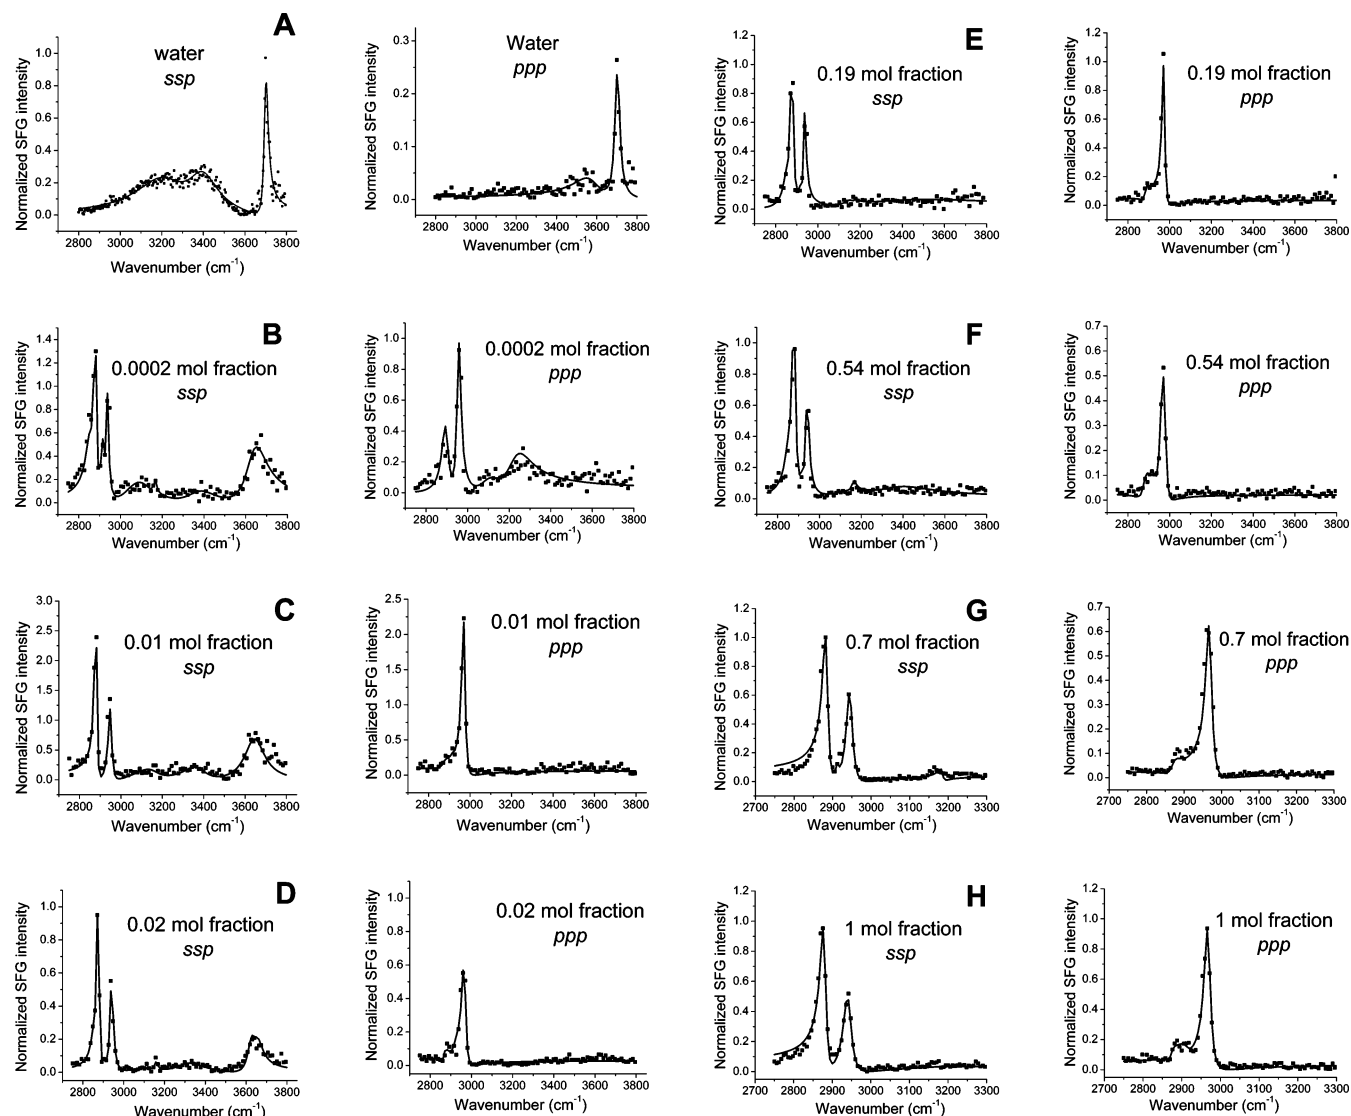 A
water
ssp
Normalized SFG intensity
1.0
0.8
0.6
0.4
0.2
0.0
2800 3000 3200 3400 3600 3800
Wavenumber (cm-1)
Water
ppp
Normalized SFG intensity
0.3
0.2
0.1
0.0
2800 3000 3200 3400 3600 3800
Wavenumber (cm-1)
E
0.19 mol fraction
ssp
Normalized SFG intensity
1.2
1.0
0.8
0.6
0.4
0.2
0.0
2800 3000 3200 3400 3600 3800
Wavenumber (cm-1)
0.19 mol fraction
ppp
Normalized SFG intensity
1.2
1.0
0.8
0.6
0.4
0.2
0.0
2800 3000 3200 3400 3600 3800
Wavenumber (cm-1)
B
0.0002 mol fraction
ssp
Normalized SFG intensity
1.4
1.2
1.0
0.8
0.6
0.4
0.2
0.0
2800 3000 3200 3400 3600 3800
Wavenumber (cm-1)
0.0002 mol fraction
ppp
Normalized SFG intensity
1.0
0.8
0.6
0.4
0.2
0.0
2800 3000 3200 3400 3600 3800
Wavenumber (cm-1)
F
0.54 mol fraction
ssp
Normalized SFG intensity
1.0
0.8
0.6
0.4
0.2
0.0
2800 3000 3200 3400 3600 3800
Wavenumber (cm-1)
0.54 mol fraction
ppp
Normalized SFG intensity
0.7
0.6
0.5
0.4
0.3
0.2
0.1
0.0
2800 3000 3200 3400 3600 3800
Wavenumber (cm-1)
C
0.01 mol fraction
ssp
Normalized SFG intensity
3.0
2.5
2.0
1.5
1.0
0.5
0.0
2800 3000 3200 3400 3600 3800
Wavenumber (cm-1)
0.01 mol fraction
ppp
Normalized SFG intensity
2.5
2.0
1.5
1.0
0.5
0.0
2800 3000 3200 3400 3600 3800
Wavenumber (cm-1)
G
0.7 mol fraction
ssp
Normalized SFG intensity
1.2
1.0
0.8
0.6
0.4
0.2
0.0
2700 2800 2900 3000 3100 3200 3300
Wavenumber (cm-1)
0.7 mol fraction
ppp
Normalized SFG intensity
0.7
0.6
0.5
0.4
0.3
0.2
0.1
0.0
2700 2800 2900 3000 3100 3200 3300
Wavenumber (cm-1)
D
0.02 mol fraction
ssp
Normalized SFG intensity
1.0
0.8
0.6
0.4
0.2
0.0
2800 3000 3200 3400 3600 3800
Wavenumber (cm-1)
0.02 mol fraction
ppp
Normalized SFG intensity
1.0
0.8
0.6
0.4
0.2
0.0
2800 3000 3200 3400 3600 3800
Wavenumber (cm-1)
H
1 mol fraction
ssp
Normalized SFG intensity
1.2
1.0
0.8
0.6
0.4
0.2
0.0
2700 2800 2900 3000 3100 3200 3300
Wavenumber (cm-1)
1 mol fraction
ppp
Normalized SFG intensity
1.2
1.0
0.8
0.6
0.4
0.2
0.0
2700 2800 2900 3000 3100 3200 3300
Wavenumber (cm-1)